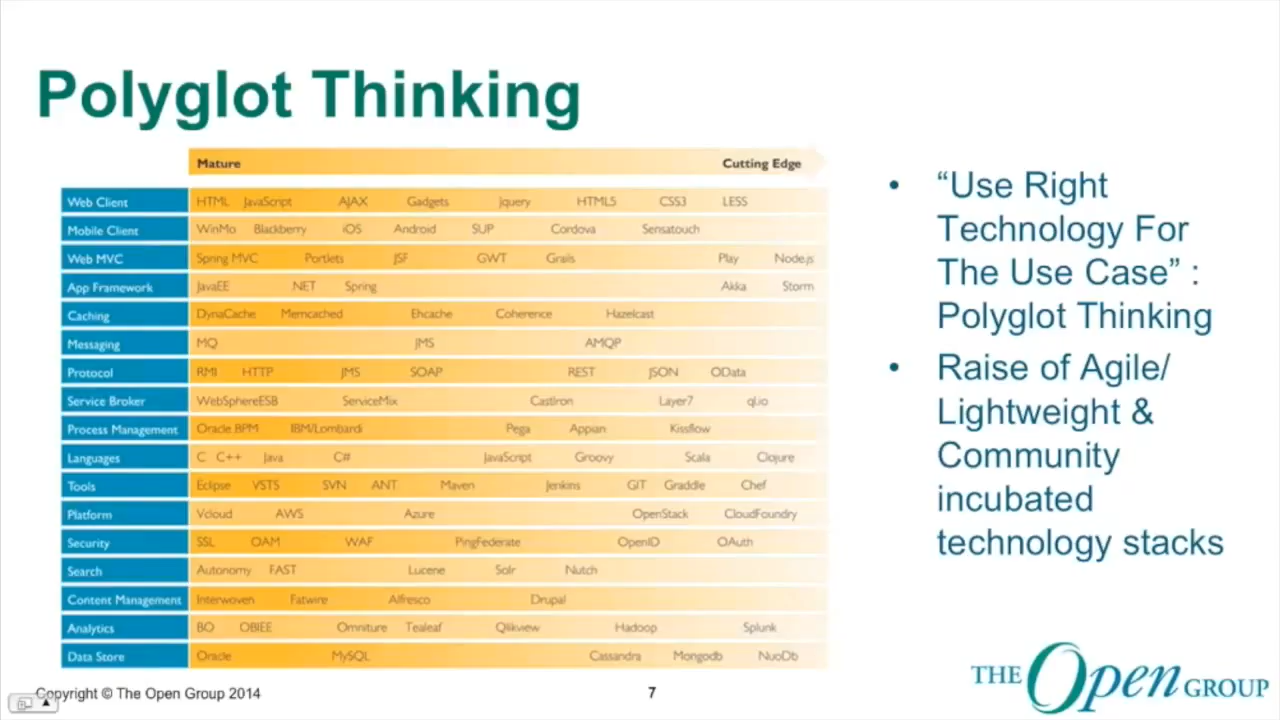 Polyglot Thinking
Mature Cutting Edge
Web Client HTML JavaScript AJAX Gadgets Jquery HTML5 CSS3 LESS
Mobile Client WinMo Blackberry iOS Android SUP Cordova Sensatouch
Web MVC Spring MVC Portlets JSF GWT Grails Play Node.js
App Framework JavaEE .NET Spring Akka Storm
Caching DynaCache Memcached Ehcache Coherence Hazelcast
Messaging MQ JMS AMQP
Protocol RMI HTTP JMS SOAP REST JSON OData
Service Broker WebSphereESB ServiceMix CastIron Layer7 ql.io
Process Management Oracle BPM IBM/Lombardi Pega Appian Kissflow
Languages C C++ Java C# JavaScript Groovy Scala Clojure
Tools Eclipse VSTS SVN ANT Maven Jenkins GIT Graddle Chef
Platform Vcloud AWS Azure OpenStack CloudFoundry
Security SSL OAM WAF PingFederate OpenID OAuth
Search Autonomy FAST Lucene Solr Nutch
Content Management Interwoven Fatwire Alfresco Drupal
Analytics BO OBIEE Omniture Tealeaf Qlikview Hadoop Splunk
Data Store Oracle MySQL Cassandra Mongodb NuoDb
• “Use Right
Technology For
The Use Case” :
Polyglot Thinking
• Raise of Agile/
Lightweight &
Community
incubated
technology stacks
Copyright © The Open Group 2014
7
THE Open GROUP